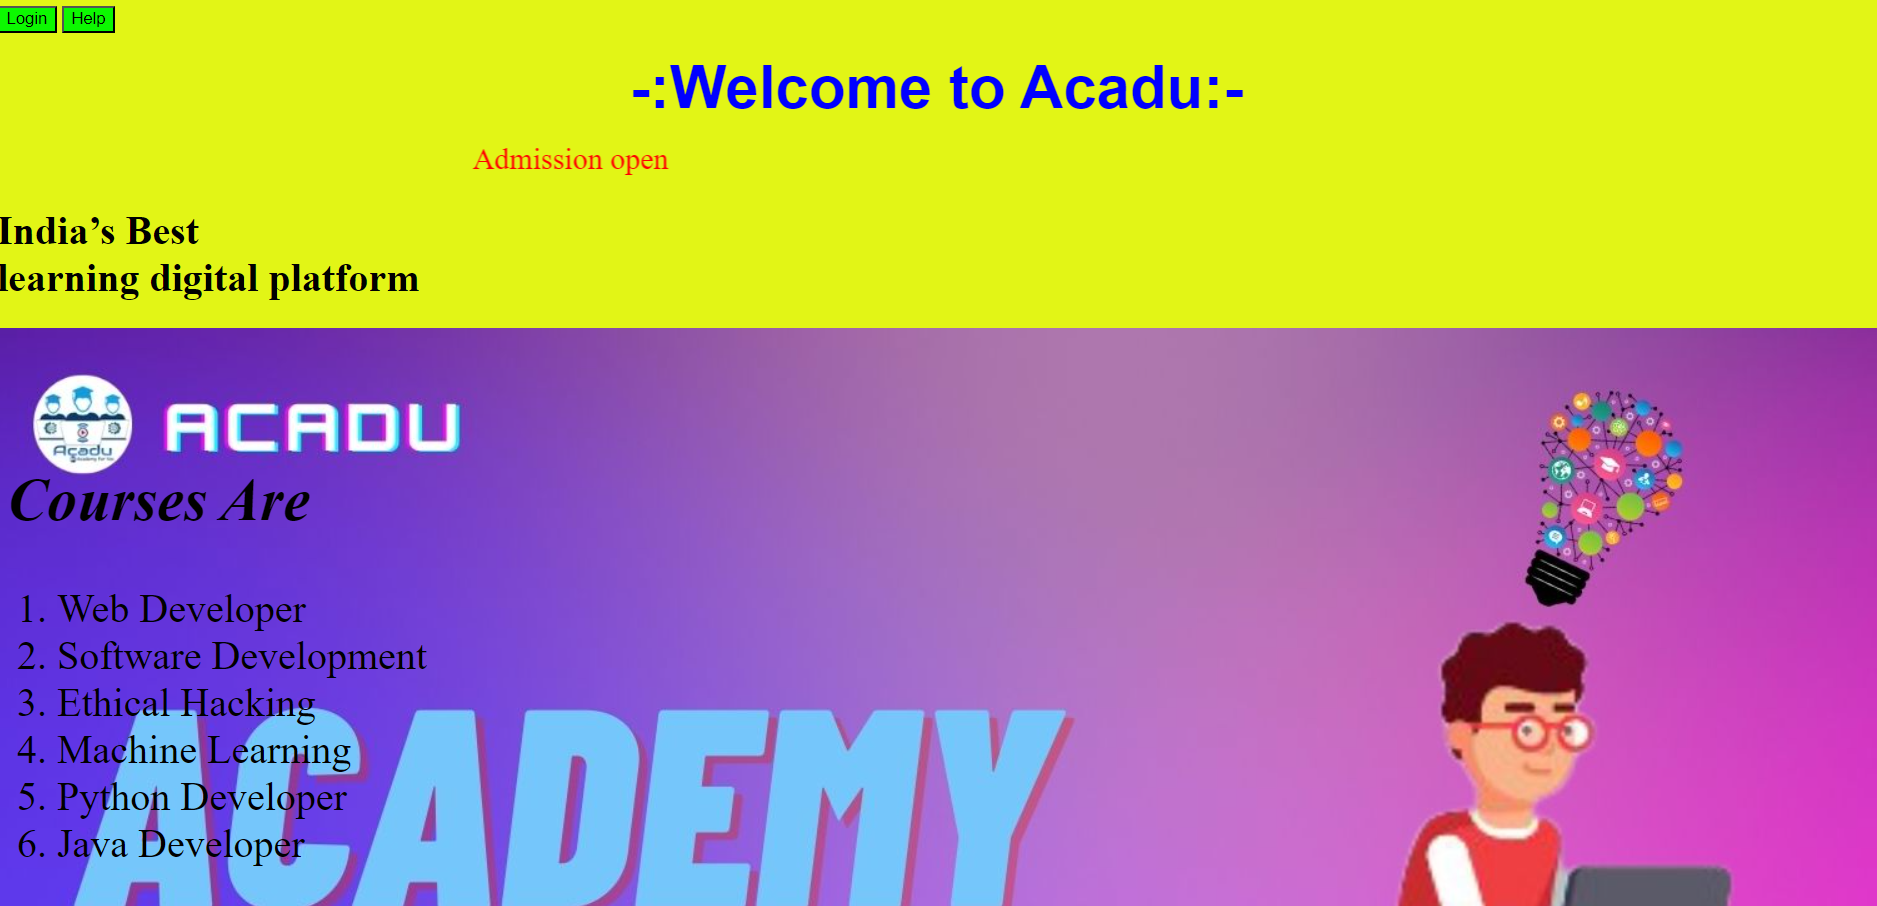 Login Help
-:Welcome to Acadu:-
Admission open
India’s Best
learning digital platform
Acadu
ACADU
Courses Are
1. Web Developer
2. Software Development
3. Ethical Hacking
4. Machine Learning
5. Python Developer
6. Java Developer
ACADEMY